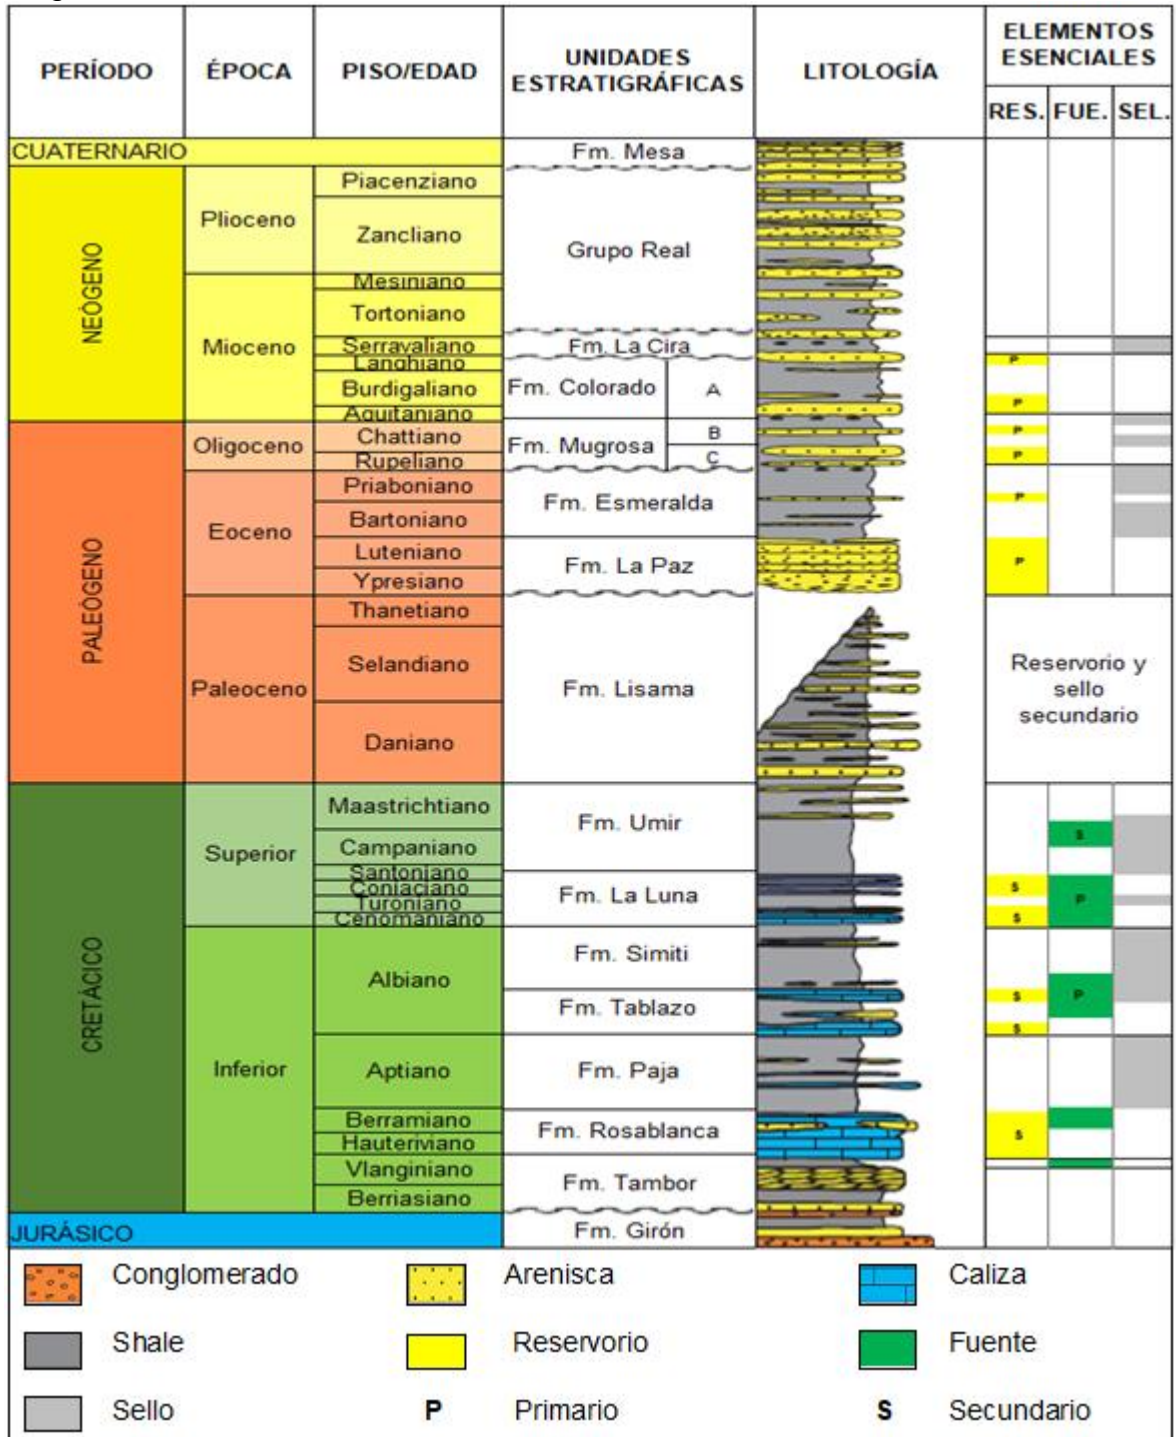 PERÍODO
ÉPOCA
PISO/EDAD
UNIDADES
ESTRATIGRÁFICAS
LITOLOGÍA
ELEMENTOS
ESENCIALES
RES.
FUE.
SEL.
CUATERNARIO
Fm. Mesa
NEÓGENO
Plioceno
Piacenziano
Zancliano
Grupo Real
Mioceno
Mesiniano
Tortoniano
Serravaliano
Fm. La Cira
Langhiano
P
Burdigaliano
Fm. Colorado
A
P
Aquitaniano
PALEÓGENO
Oligoceno
Chattiano
Fm. Mugrosa
B
P
Rupeliano
C
P
Eoceno
Priaboniano
Fm. Esmeralda
P
Bartoniano
Luteniano
Fm. La Paz
P
Ypresiano
Paleoceno
Thanetiano
Selandiano
Fm. Lisama
Reservorio y
sello
secundario
Daniano
CRETÁCICO
Superior
Maastrichtiano
Fm. Umir
S
Campaniano
Santoniano
Coniaciano
Fm. La Luna
S
P
Turoniano
Cenomaniano
S
Inferior
Albiano
Fm. Simiti
Fm. Tablazo
S
P
S
Aptiano
Fm. Paja
Berramiano
Fm. Rosablanca
S
Hauteriviano
Vlanginiano
Fm. Tambor
Berriasiano
JURÁSICO
Fm. Girón
Conglomerado
Arenisca
Caliza
Shale
Reservorio
Fuente
Sello
P Primario
S Secundario